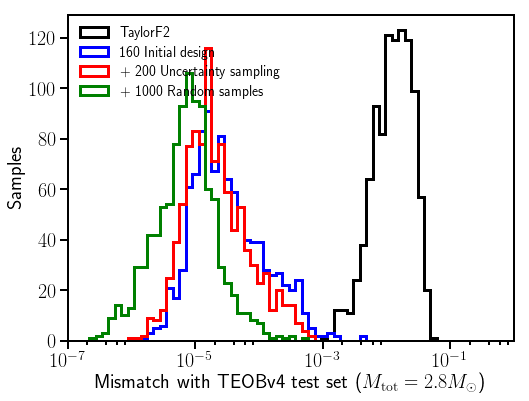 TaylorF2
160 Initial design
+ 200 Uncertainty sampling
+ 1000 Random samples
Samples
120
100
80
60
40
20
0
10^{-7}
10^{-5}
10^{-3}
10^{-1}
Mismatch with TEOBv4 test set (M_{tot} = 2.8M_⊙)